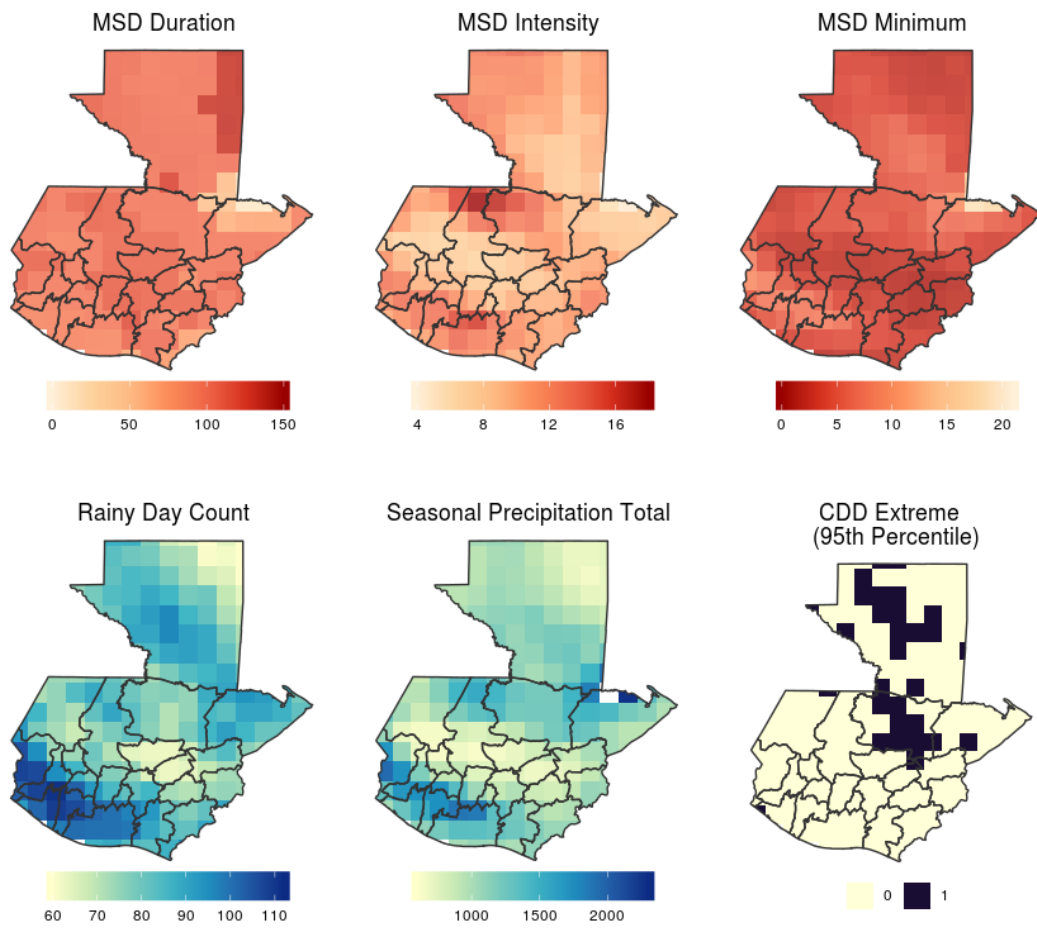 MSD Duration
MSD Intensity
MSD Minimum
0 50 100 150
4 8 12 16
0 5 10 15 20
Rainy Day Count
Seasonal Precipitation Total
CDD Extreme
(95th Percentile)
60 70 80 90 100 110
1000 1500 2000
0 1